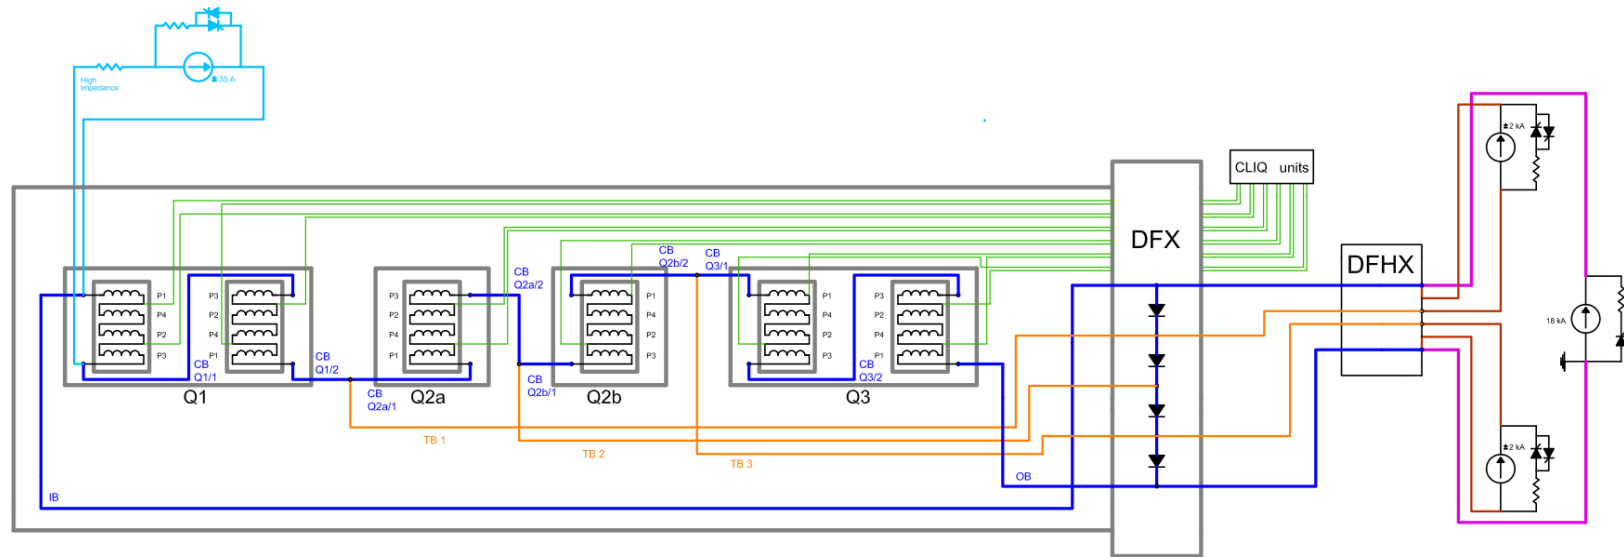 High
Impedance
± 35 A
± 2 kA
CLIQ units
DFX
DFHX
CB
Q2a/2
CB
Q2b/2
CB
Q3/1
P1
P4
P2
P3
P3
P2
P4
P1
P3
P2
P4
P1
P1
P4
P2
P3
P1
P4
P2
P3
P3
P2
P4
P1
18 kA
CB
Q1/1
CB
Q1/2
CB
Q2a/1
CB
Q2b/1
CB
Q3/2
Q1
Q2a
Q2b
Q3
TB 1
TB 2
TB 3
± 2 kA
IB
OB